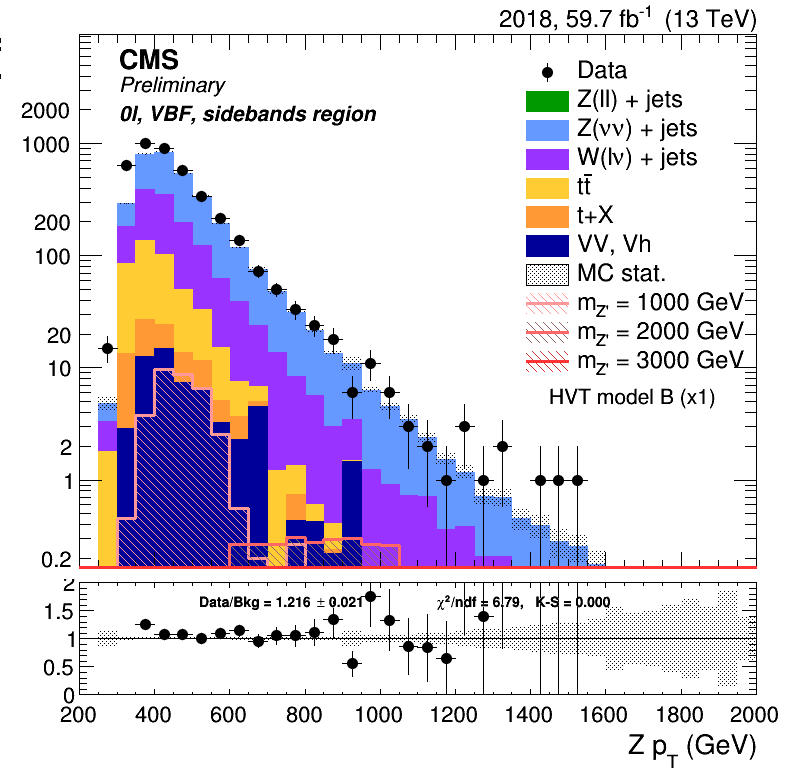 2018, 59.7 fb⁻¹ (13 TeV)
CMS
Preliminary
0l, VBF, sidebands region
Data
Z(ll) + jets
Z(νν) + jets
W(lν) + jets
tt̄
t+X
VV, Vh
MC stat.
m_Z' = 1000 GeV
m_Z' = 2000 GeV
m_Z' = 3000 GeV
HVT model B (x1)
2000
1000
200
100
20
10
2
1
0.2
Data/Bkg = 1.216 ± 0.021 χ²/ndf = 6.79, K-S = 0.000
2
1.5
1
0.5
0
200 400 600 800 1000 1200 1400 1600 1800 2000
Z p_T (GeV)